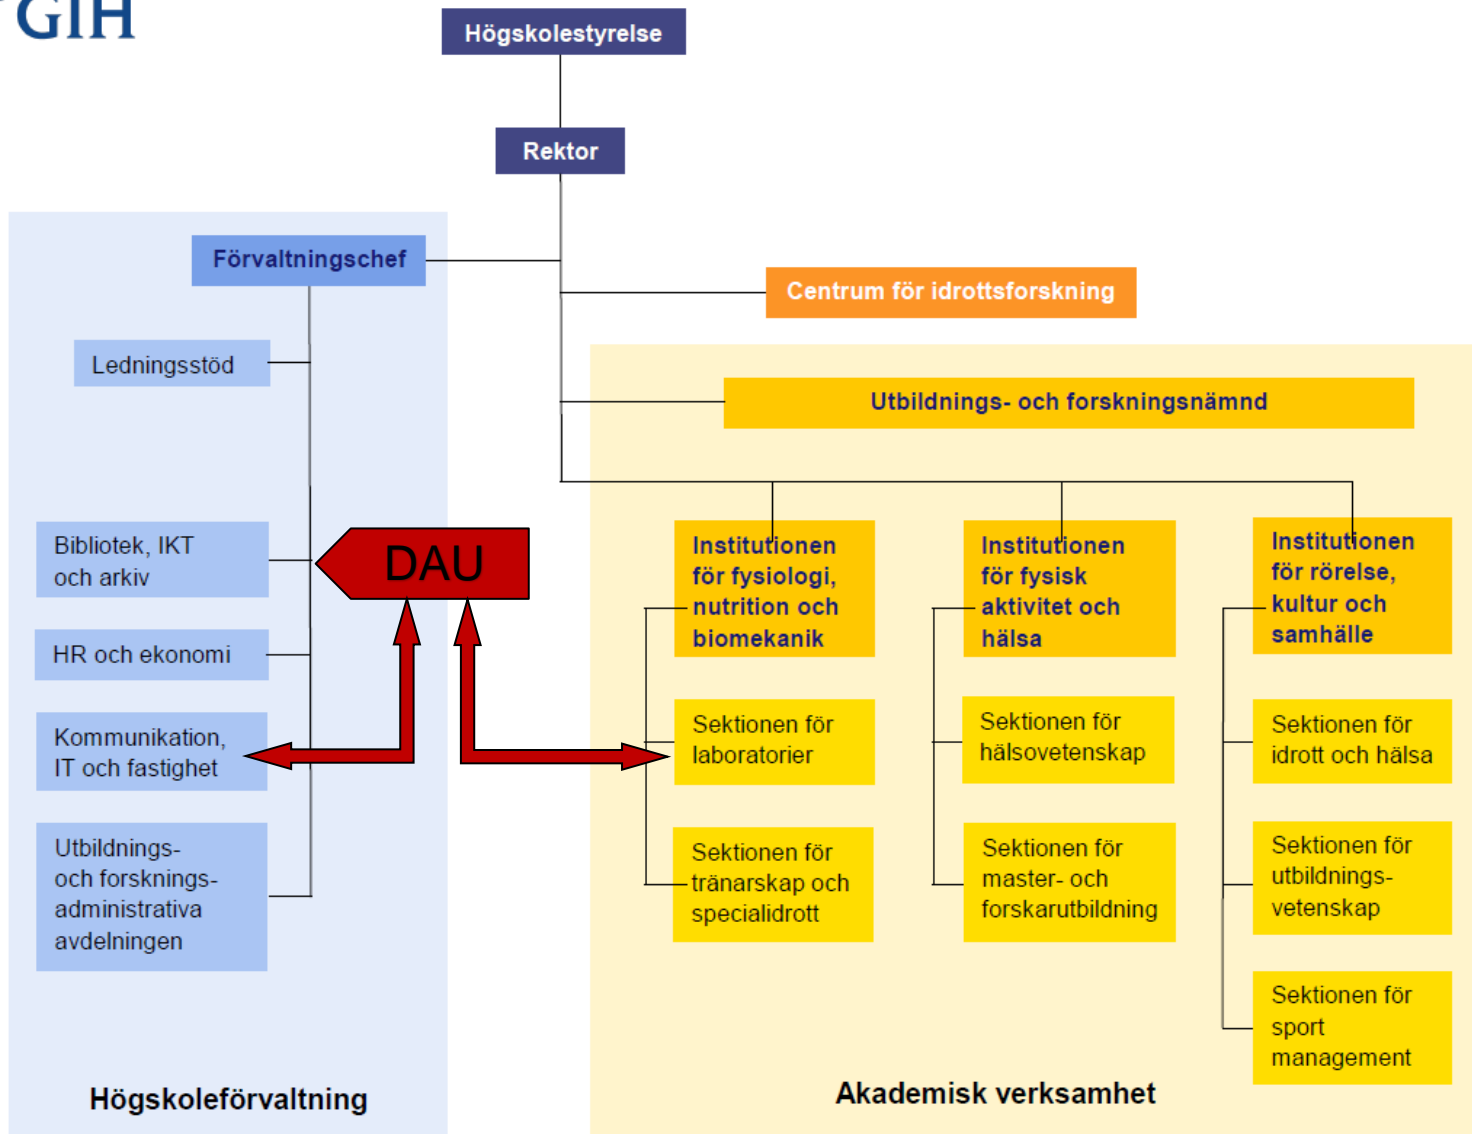 GIH
Högskolestyrelse
Rektor
Förvaltningschef
Centrum för idrottsforskning
Ledningsstöd
Utbildnings- och forskningsnämnd
Bibliotek, IKT
och arkiv
DAU
HR och ekonomi
Kommunikation,
IT och fastighet
Utbildnings-
och forsknings-
administrativa
avdelningen
Högskoleförvaltning
Institutionen
för fysiologi,
nutrition och
biomekanik
Sektionen för
laboratorier
Sektionen för
tränarskap och
specialidrott
Institutionen
för fysisk
aktivitet och
hälsa
Sektionen för
hälsovetenskap
Sektionen för
master- och
forskarutbildning
Institutionen
för rörelse,
kultur och
samhälle
Sektionen för
idrott och hälsa
Sektionen för
utbildnings-
vetenskap
Sektionen för
sport
management
Akademisk verksamhet